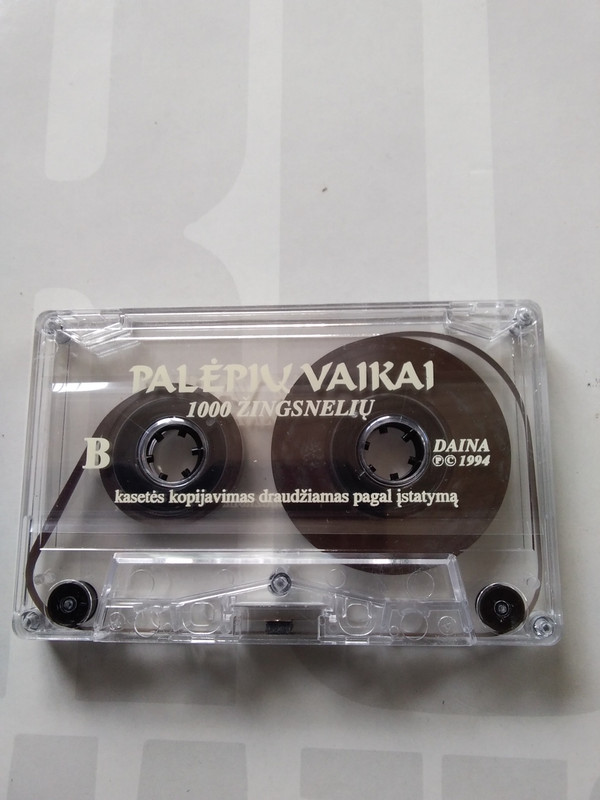 PALĖPIŲ VAIKAI
1000 ŽINGSNELIŲ
B
DAINA
℗© 1994
kasetės kopijavimas draudžiamas pagal įstatymą